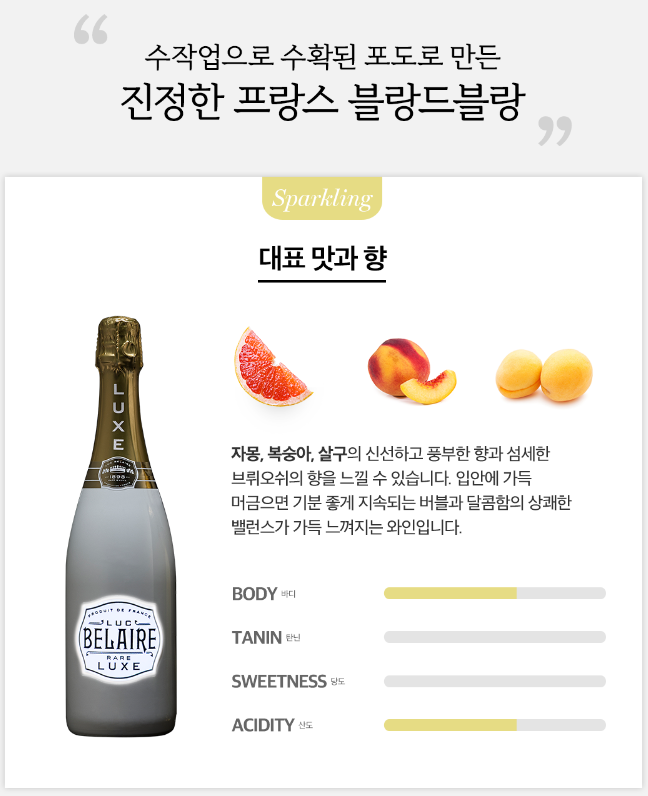 “
수작업으로 수확된 포도로 만든
진정한 프랑스 블랑드블랑
”
Sparkling
대표 맛과 향
LUXE
1898
PRODUIT DE FRANCE
LUC
BELAIRE
RARE
LUXE
자몽, 복숭아, 살구의 신선하고 풍부한 향과 섬세한
브뤼오쉬의 향을 느낄 수 있습니다. 입안에 가득
머금으면 기분 좋게 지속되는 버블과 달콤함의 상쾌한
밸런스가 가득 느껴지는 와인입니다.
BODY 바디
TANIN 탄닌
SWEETNESS 당도
ACIDITY 산도